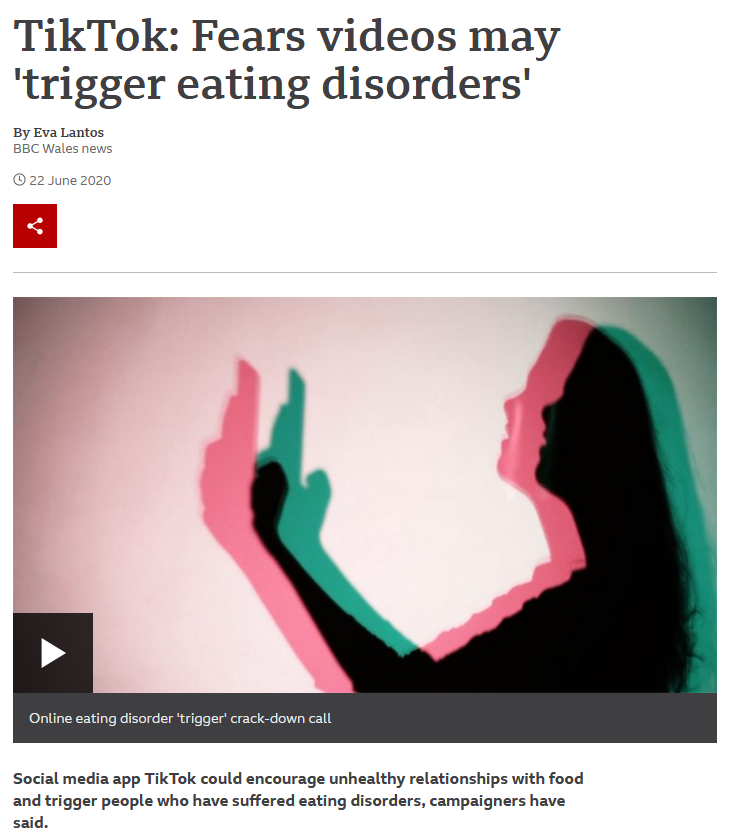 TikTok: Fears videos may
'trigger eating disorders'
By Eva Lantos
BBC Wales news
22 June 2020
Online eating disorder 'trigger' crack-down call
Social media app TikTok could encourage unhealthy relationships with food
and trigger people who have suffered eating disorders, campaigners have
said.